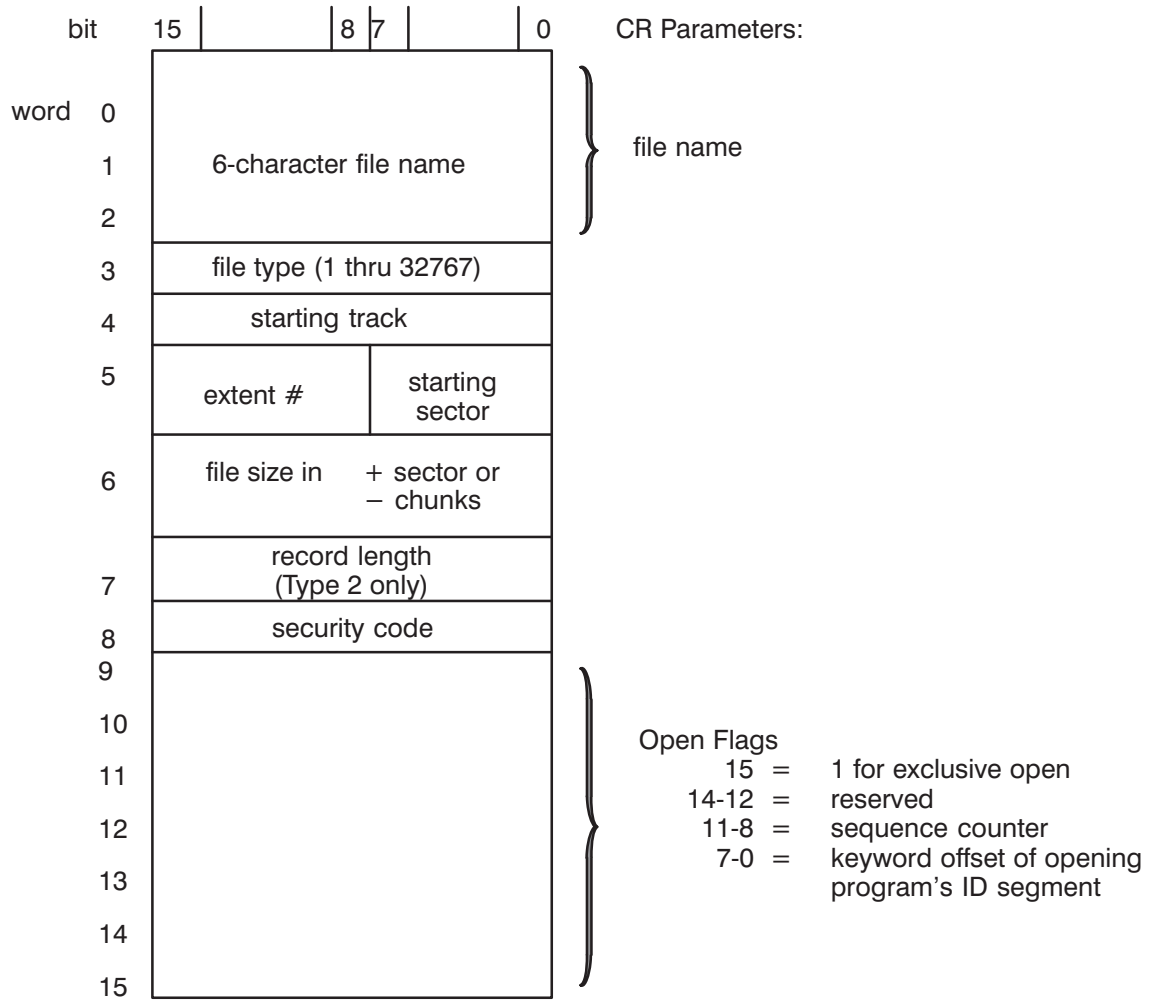 bit 15 8 7 0 CR Parameters:
word 0
1 6-character file name file name
2
3 file type (1 thru 32767)
4 starting track
5 extent # starting
sector
6 file size in + sector or
− chunks
record length
7 (Type 2 only)
8 security code
9
10
Open Flags
11 15 = 1 for exclusive open
14-12 = reserved
12 11-8 = sequence counter
7-0 = keyword offset of opening
13 program's ID segment
14
15